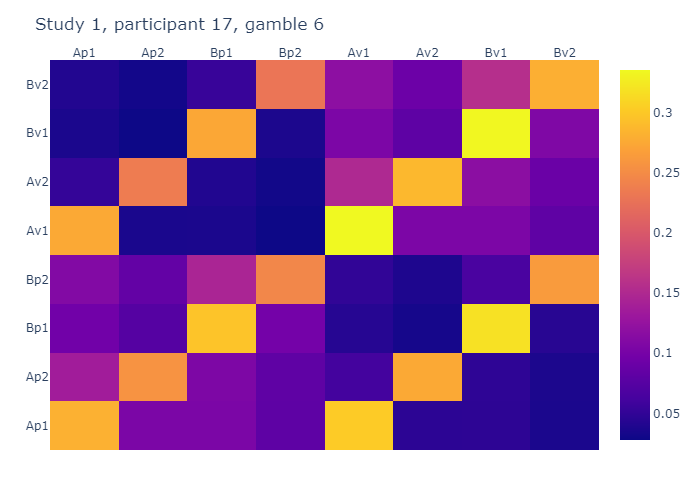 Study 1, participant 17, gamble 6
Ap1 Ap2 Bp1 Bp2 Av1 Av2 Bv1 Bv2
Bv2
Bv1
Av2
Av1
Bp2
Bp1
Ap2
Ap1
0.3
0.25
0.2
0.15
0.1
0.05